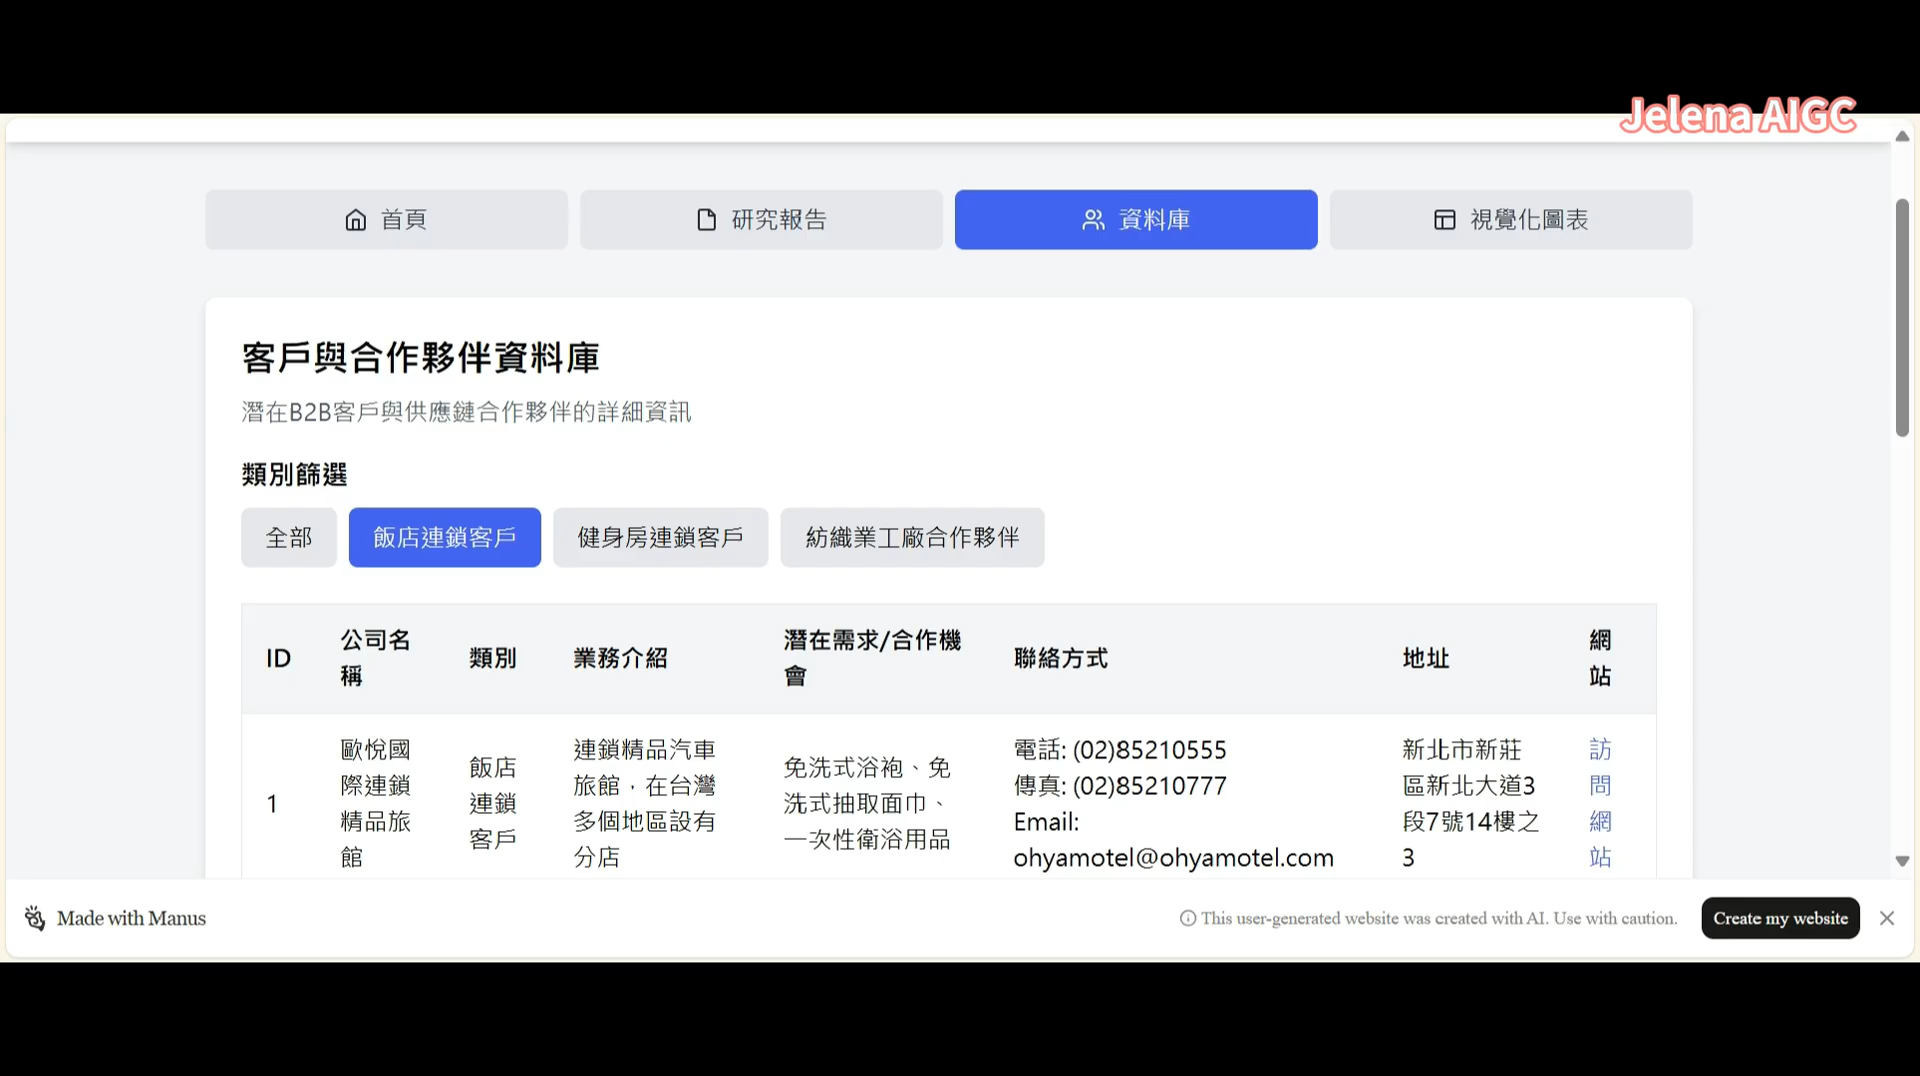 Jelena AIGC
首頁
研究報告
資料庫
視覺化圖表
客戶與合作夥伴資料庫
潛在B2B客戶與供應鏈合作夥伴的詳細資訊
類別篩選
全部
飯店連鎖客戶
健身房連鎖客戶
紡織業工廠合作夥伴
ID
公司名
稱
類別
業務介紹
潛在需求/合作機
會
聯絡方式
地址
網
站
1
歐悅國
際連鎖
精品旅
館
飯店
連鎖
客戶
連鎖精品汽車
旅館，在台灣
多個地區設有
分店
免洗式浴袍、免
洗式抽取面巾、
一次性衛浴用品
電話: (02)85210555
傳真: (02)85210777
Email:
ohyamotel@ohyamotel.com
新北市新莊
區新北大道3
段7號14樓之
3
訪
問
網
站
Made with Manus
This user-generated website was created with AI. Use with caution.
Create my website